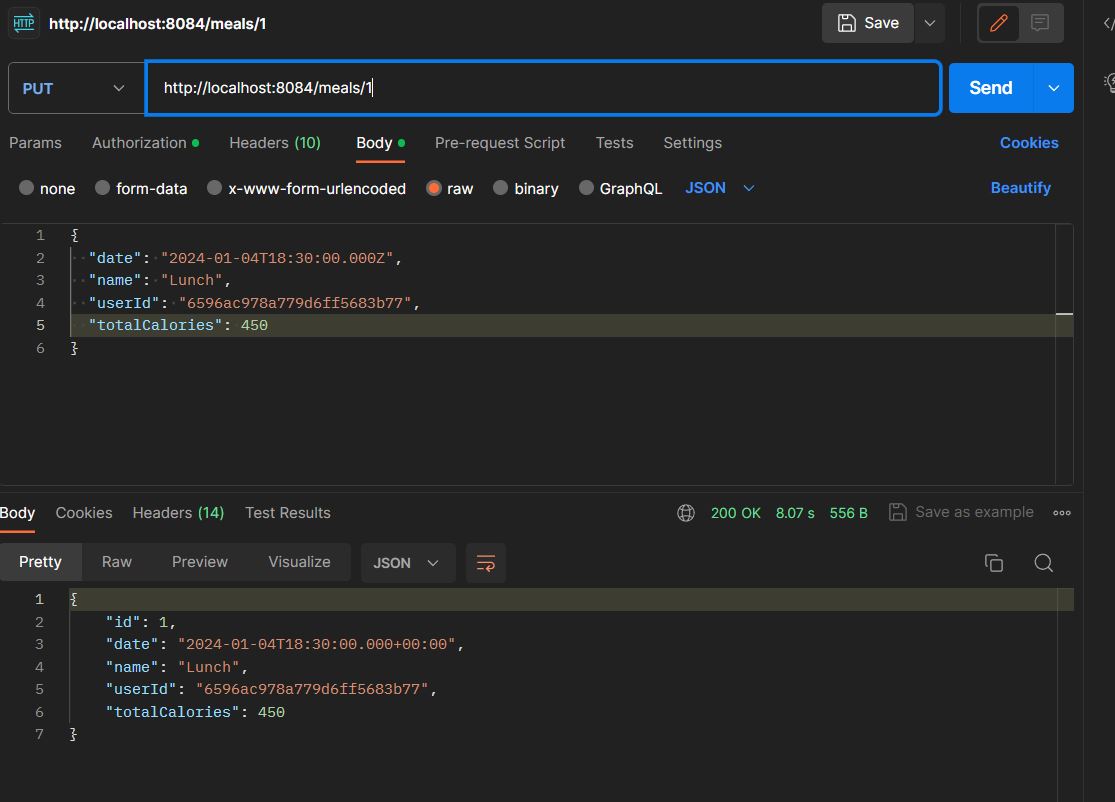 HTTP http://localhost:8084/meals/1 Save
PUT http://localhost:8084/meals/1 Send
Params Authorization Headers (10) Body Pre-request Script Tests Settings Cookies
none form-data x-www-form-urlencoded raw binary GraphQL JSON Beautify
1 {
2 "date": "2024-01-04T18:30:00.000Z",
3 "name": "Lunch",
4 "userId": "6596ac978a779d6ff5683b77",
5 "totalCalories": 450
6 }
Body Cookies Headers (14) Test Results 200 OK 8.07 s 556 B Save as example
Pretty Raw Preview Visualize JSON
1 {
2 "id": 1,
3 "date": "2024-01-04T18:30:00.000+00:00",
4 "name": "Lunch",
5 "userId": "6596ac978a779d6ff5683b77",
6 "totalCalories": 450
7 }